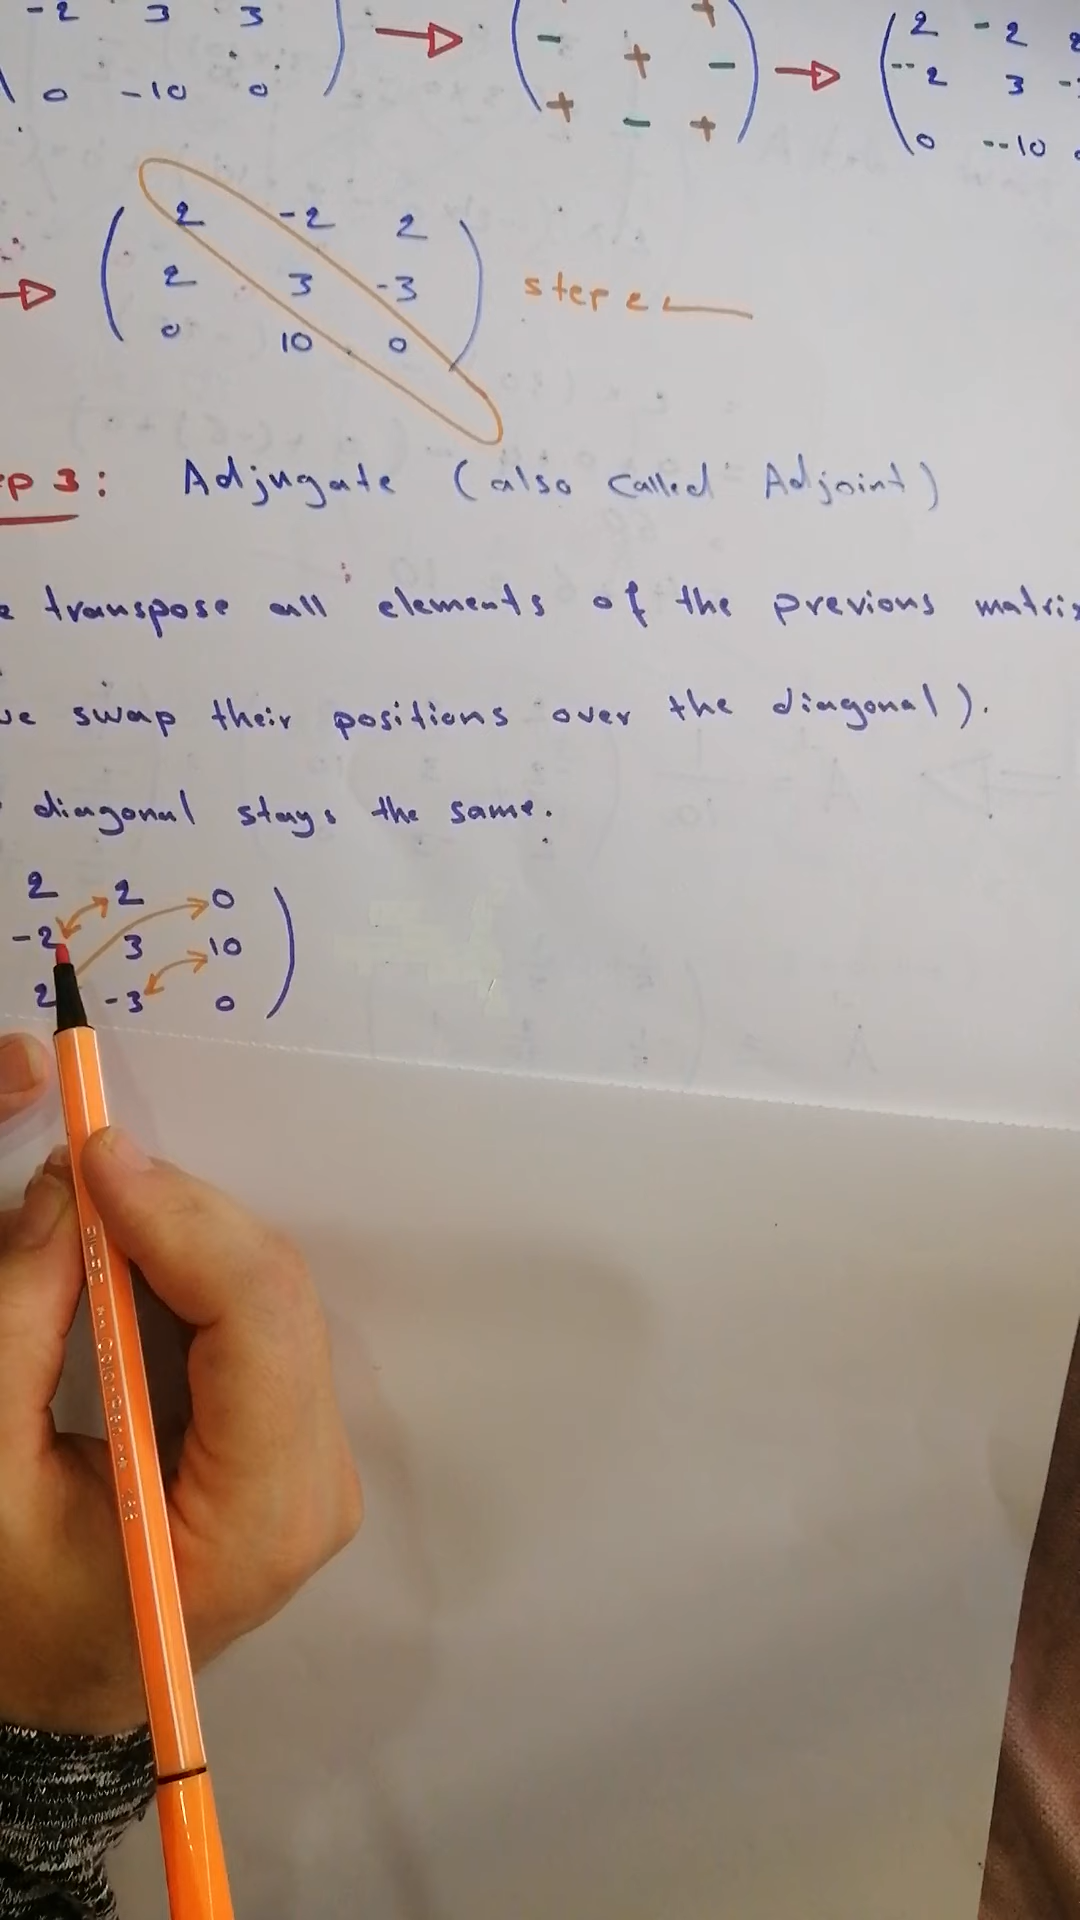 -2 3 3
0 -10 0
+
- + -
+ - +
2 -2
--2 3
0 --10
2 -2 2
2 3 -3
0 10 0
step 2
p 3: Adjugate (also called Adjoint)
transpose all elements of the previous matrix
swap their positions over the diagonal).
diagonal stays the same.
2 2 0
-2 3 10
2 -3 0